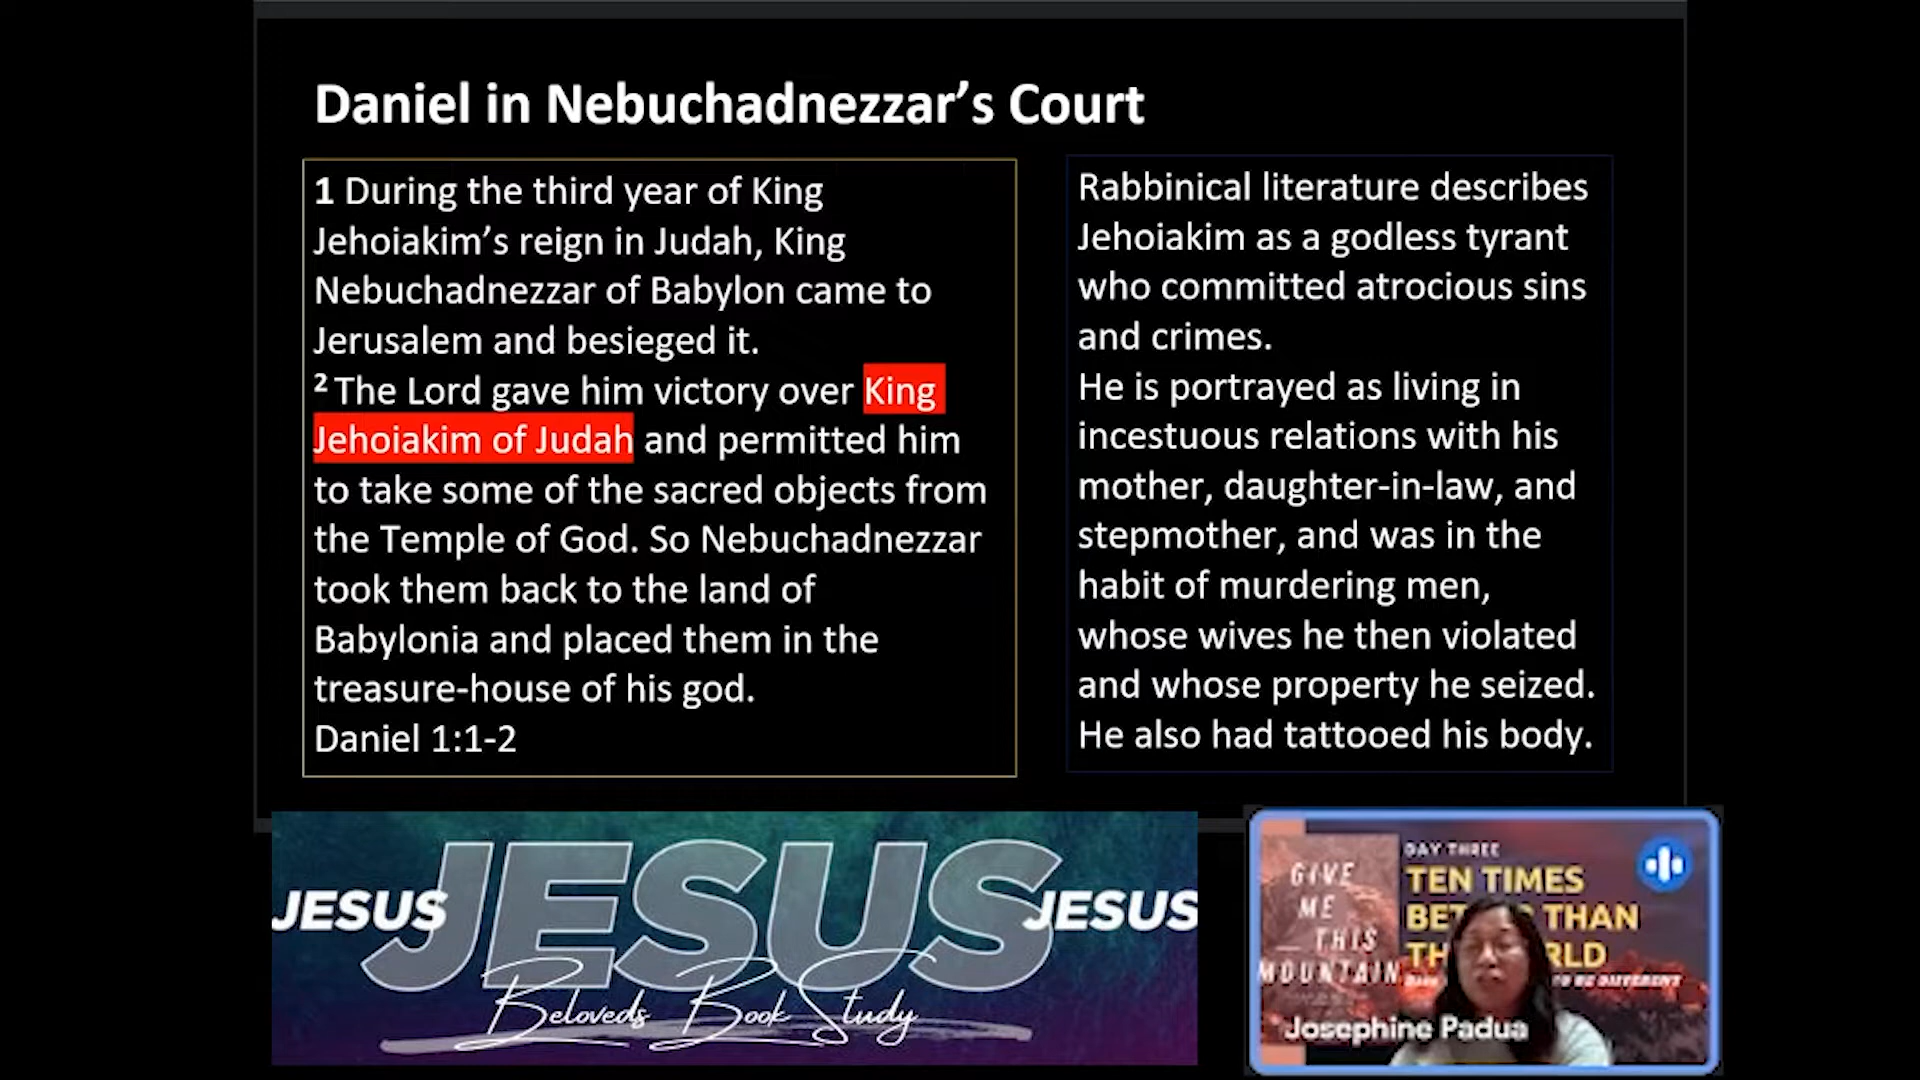 Daniel in Nebuchadnezzar’s Court
1 During the third year of King
Jehoiakim’s reign in Judah, King
Nebuchadnezzar of Babylon came to
Jerusalem and besieged it.
2 The Lord gave him victory over King
Jehoiakim of Judah and permitted him
to take some of the sacred objects from
the Temple of God. So Nebuchadnezzar
took them back to the land of
Babylonia and placed them in the
treasure-house of his god.
Daniel 1:1-2
Rabbinical literature describes
Jehoiakim as a godless tyrant
who committed atrocious sins
and crimes.
He is portrayed as living in
incestuous relations with his
mother, daughter-in-law, and
stepmother, and was in the
habit of murdering men,
whose wives he then violated
and whose property he seized.
He also had tattooed his body.
JESUS
JESUS
JESUS
Beloveds Book Study
GIVE
ME
THIS
MOUNTAIN
DAY THREE
TEN TIMES
THAN
TO BE DIFFERENT
Josephine Padua